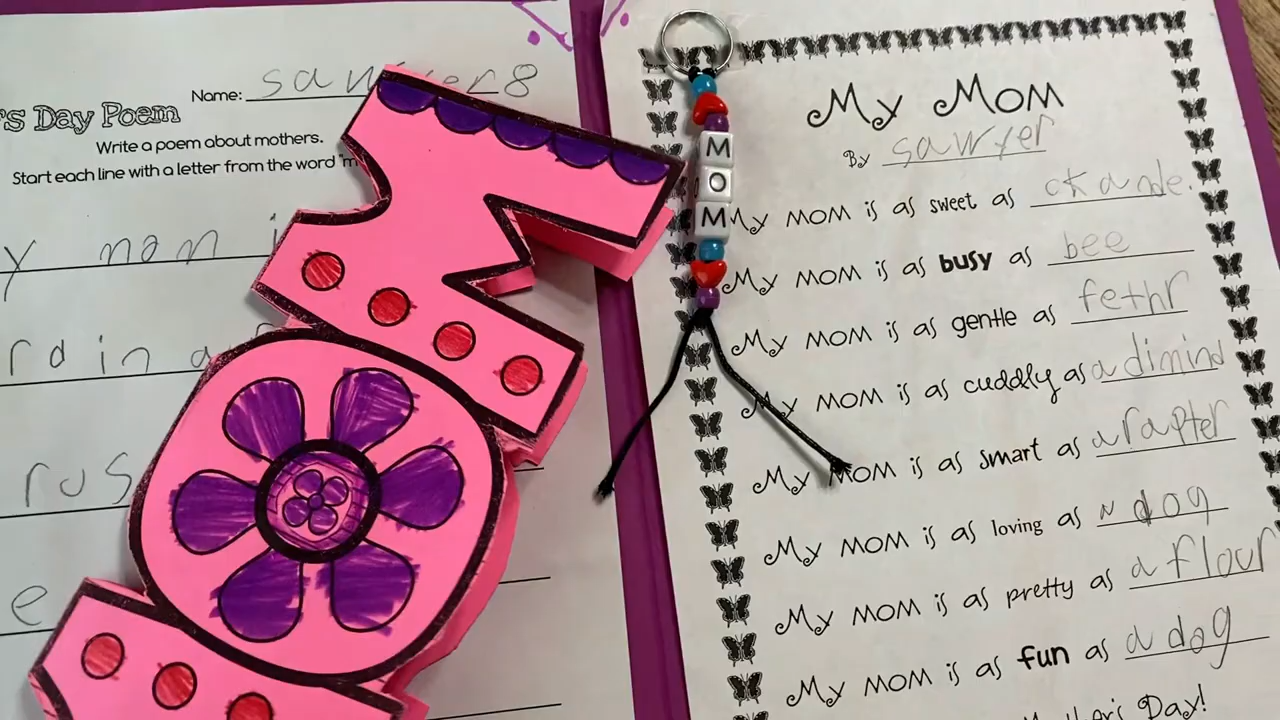 Name: sawyer8
's Day Poem
Write a poem about mothers.
Start each line with a letter from the word "m
y mom i
rdin a
rus
e
MOM
M
O
M
My Mom
By sawyer
My mom is as sweet as ckande.
My mom is as busy as bee
My mom is as gentle as fethr
My mom is as cuddly as a dimind
My mom is as smart as a rapter
My mom is as loving as a dog
My mom is as pretty as a flour
My mom is as fun as a dog
Mother's Day!